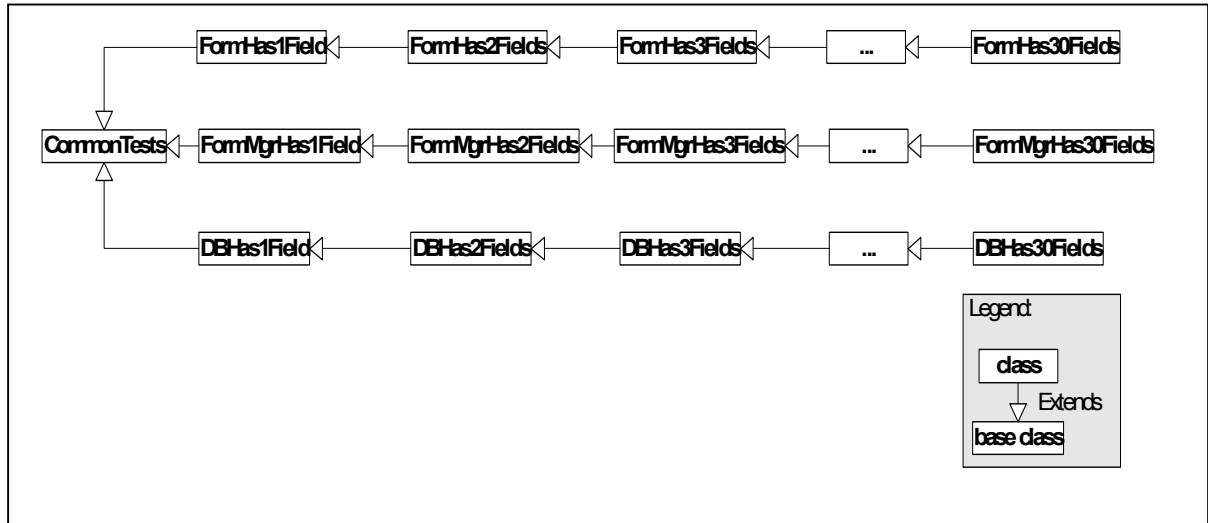 FormHas1Field FormHas2Fields FormHas3Fields ... FormHas30Fields
CommonTests FormMgrHas1Field FormMgrHas2Fields FormMgrHas3Fields ... FormMgrHas30Fields
DBHas1Field DBHas2Fields DBHas3Fields ... DBHas30Fields
Legend:
class
Extends
base class